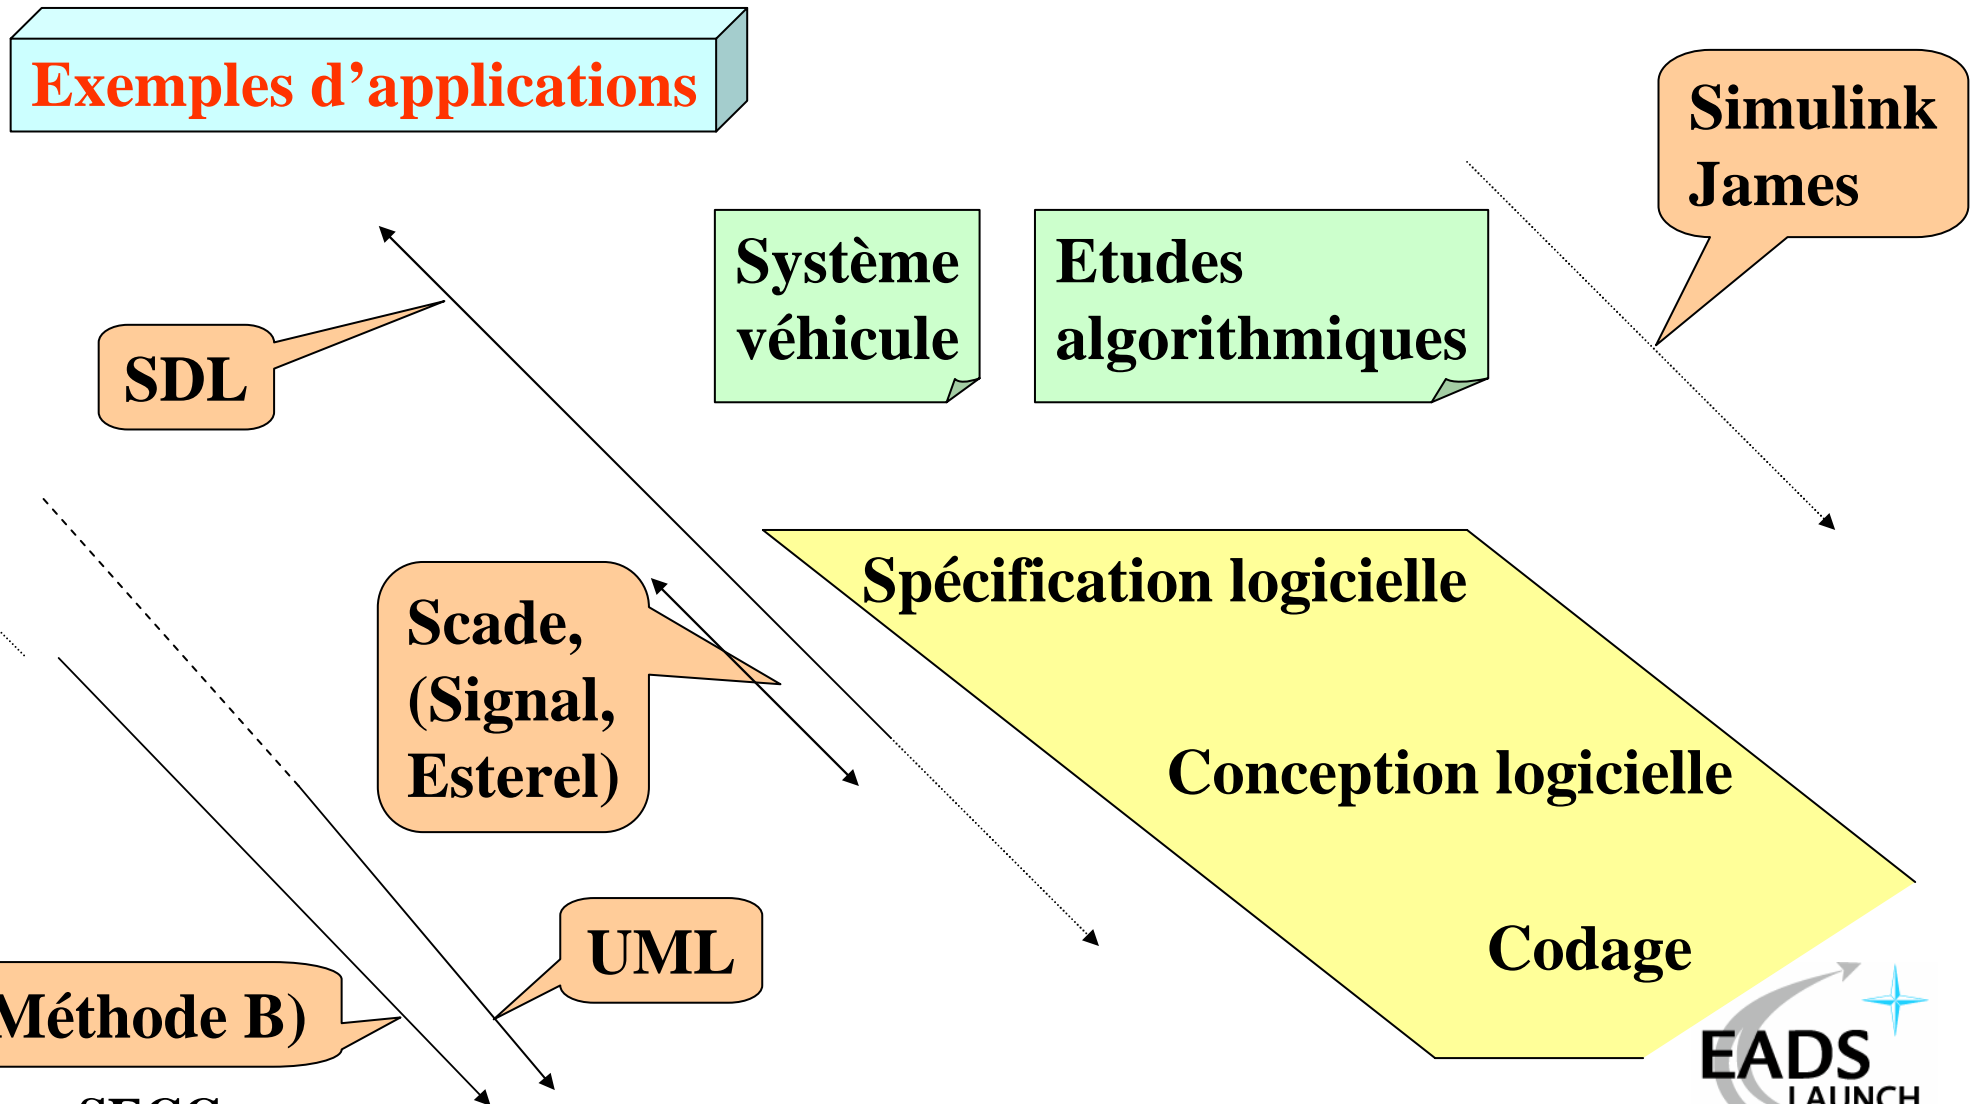 Exemples d’applications
Simulink
James
Système
véhicule
Etudes
algorithmiques
SDL
Spécification logicielle
Scade,
(Signal,
Esterel)
Conception logicielle
UML
Codage
Méthode B)
EADS
LAUNCH